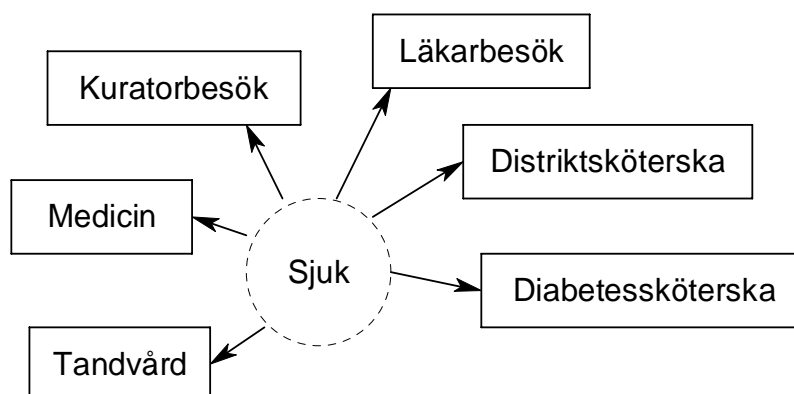 Läkarbesök
Kuratorbesök
Distriktsköterska
Medicin
Sjuk
Diabetessköterska
Tandvård